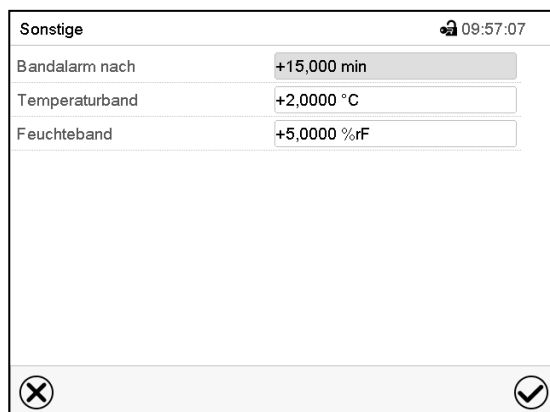 Sonstige 09:57:07
Bandalarm nach +15,000 min
Temperaturband +2,0000 °C
Feuchteband +5,0000 %rF